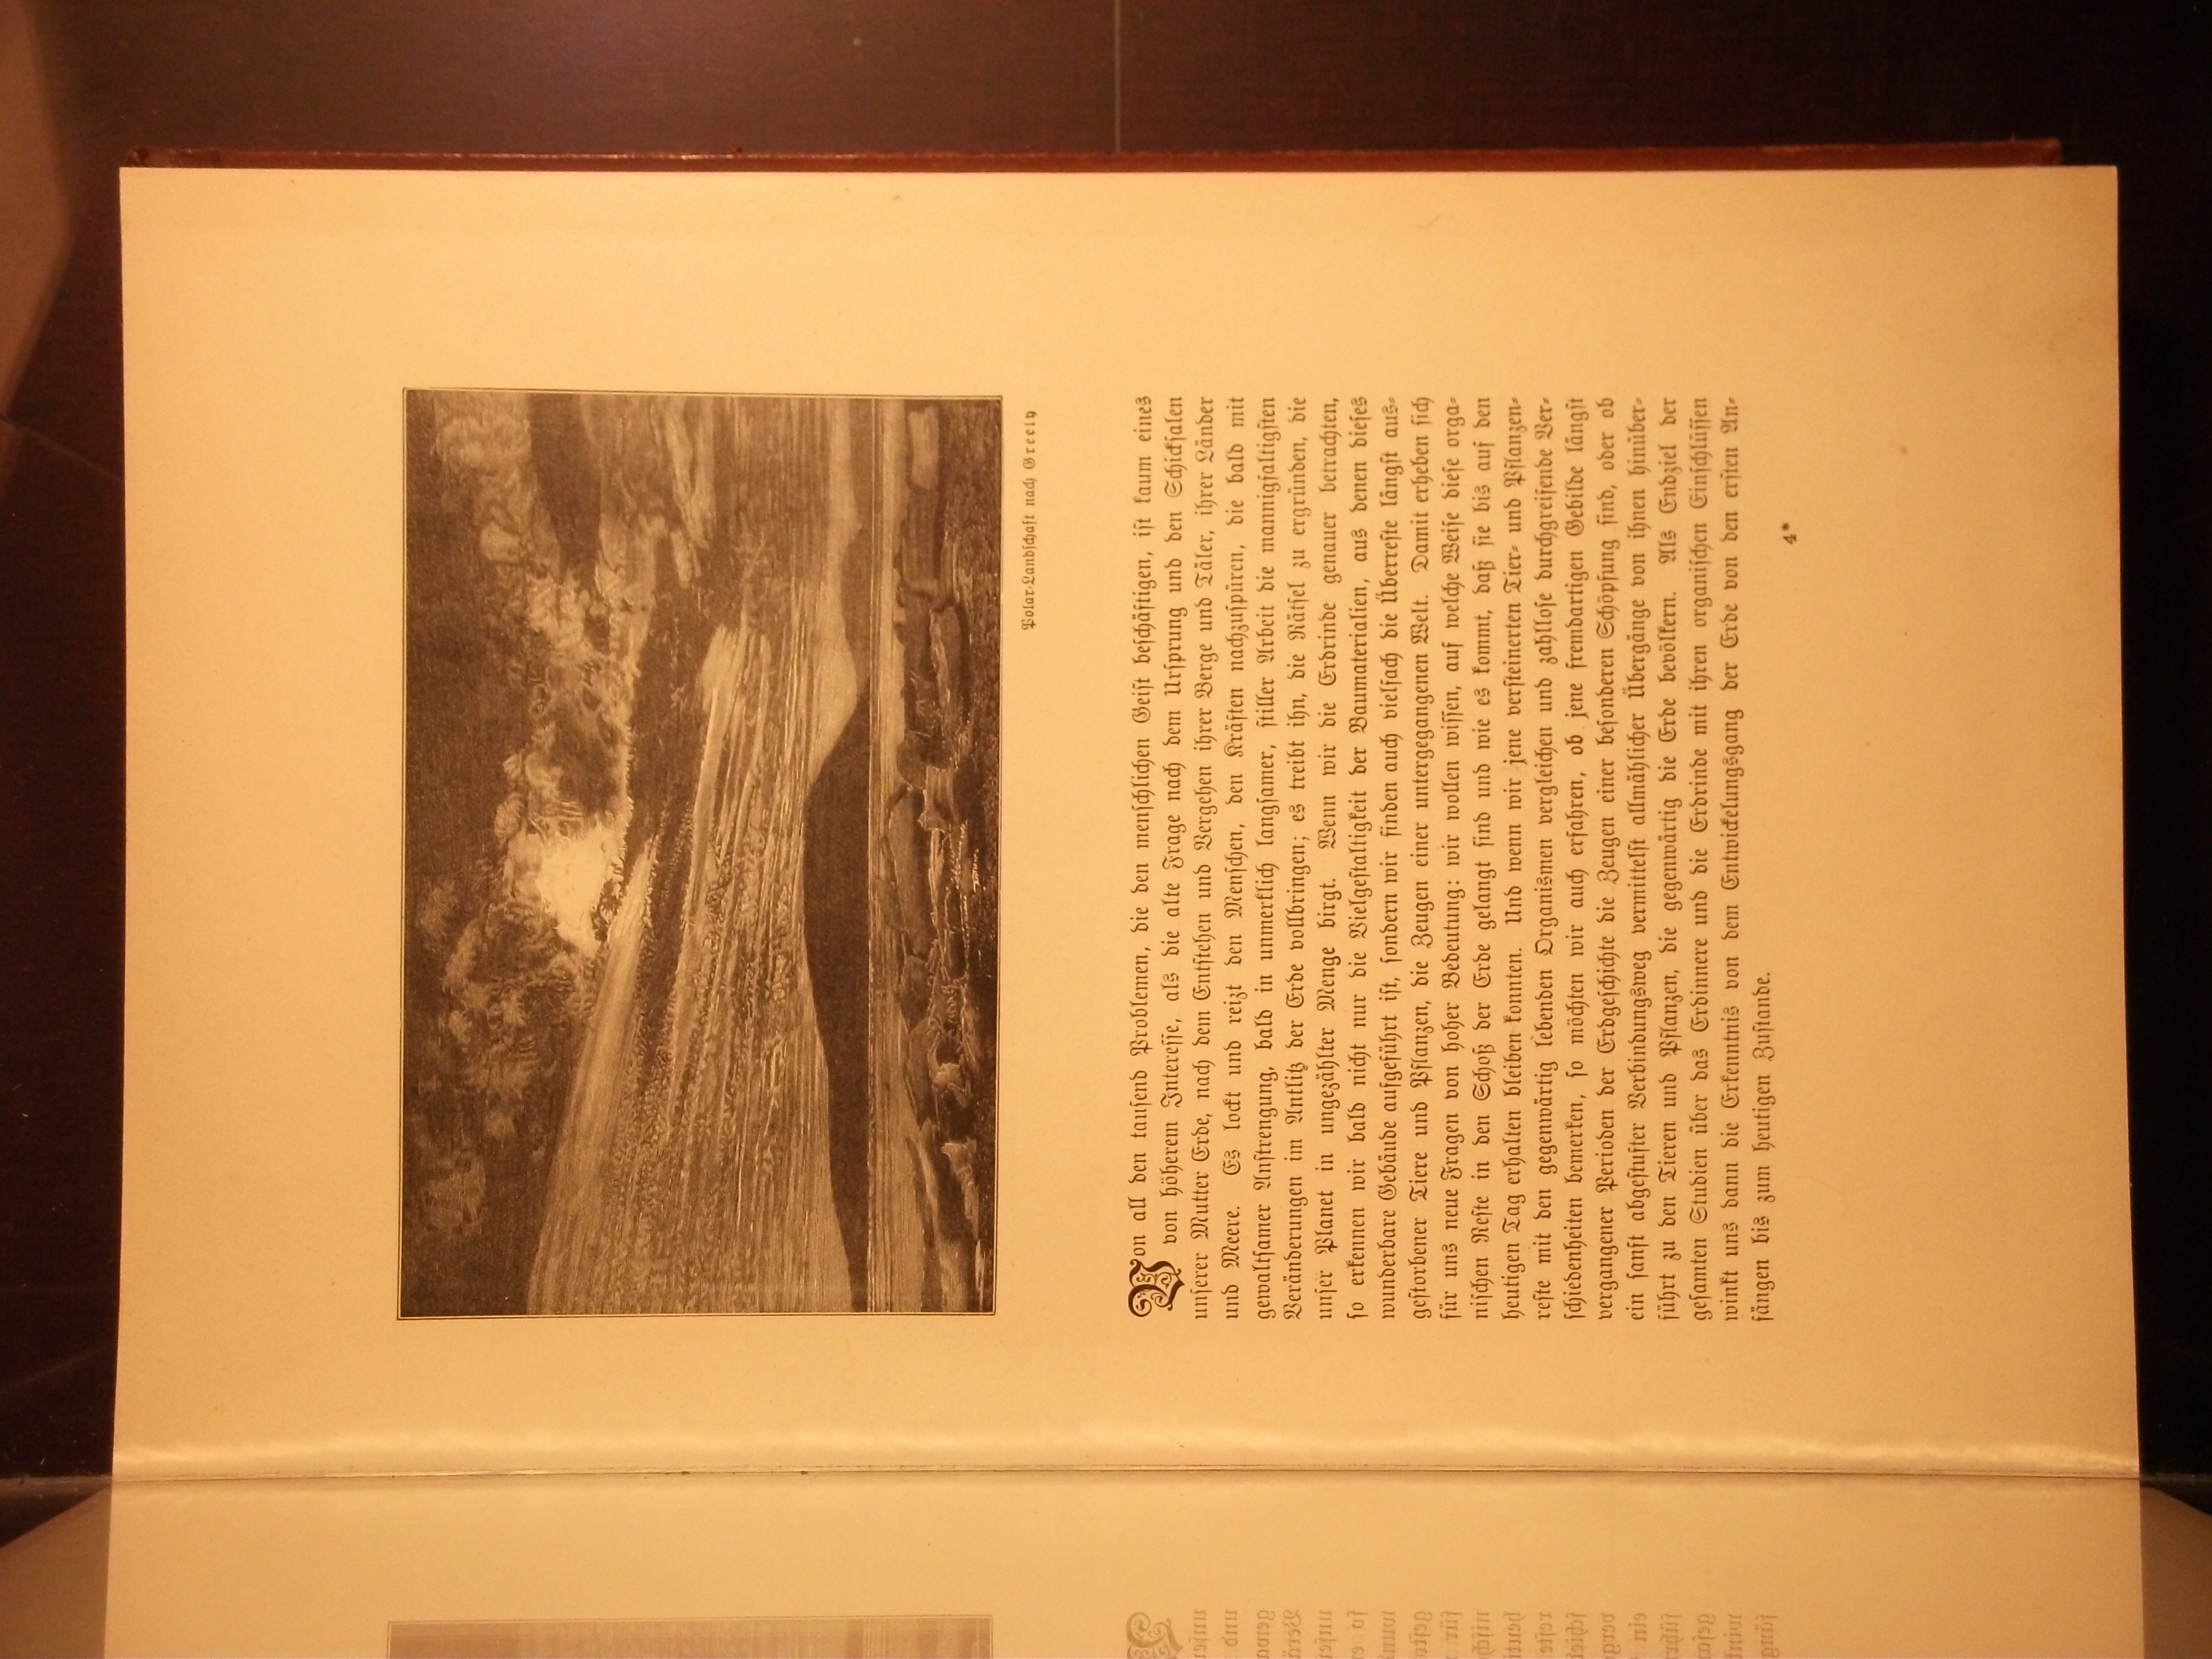 Polar-Landschaft nach Greely
Von all den tausend Problemen, die den menschlichen Geist beschäftigen, ist kaum eines
von höherem Interesse, als die alte Frage nach dem Ursprung und den Schicksalen
unserer Mutter Erde, nach dem Entstehen und Vergehen ihrer Berge und Täler, ihrer Länder
und Meere. Es lockt und reizt den Menschen, den Kräften nachzuspüren, die bald mit
gewaltsamer Anstrengung, bald in unmerklich langsamer, stiller Arbeit die mannigfaltigsten
Veränderungen im Antlitz der Erde vollbringen; es treibt ihn, die Rätsel zu ergründen, die
unser Planet in ungezählter Menge birgt. Wenn wir die Erdrinde genauer betrachten,
so erkennen wir bald nicht nur die Vielgestaltigkeit der Baumaterialien, aus denen dieses
wunderbare Gebäude aufgeführt ist, sondern wir finden auch vielfach die Überreste längst aus-
gestorbener Tiere und Pflanzen, die Zeugen einer untergegangenen Welt. Damit erheben sich
für uns neue Fragen von hoher Bedeutung: wir wollen wissen, auf welche Weise diese orga-
nischen Reste in den Schoß der Erde gelangt sind und wie es kommt, daß sie bis auf den
heutigen Tag erhalten bleiben konnten. Und wenn wir jene versteinerten Tier- und Pflanzen-
reste mit den gegenwärtig lebenden Organismen vergleichen und zahllose durchgreifende Ver-
schiedenheiten bemerken, so möchten wir auch erfahren, ob jene fremdartigen Gebilde längst
vergangener Perioden der Erdgeschichte die Zeugen einer besonderen Schöpfung sind, oder ob
ein sanft abgestufter Verbindungsweg vermittelst allmählicher Übergänge von ihnen hinüber-
führt zu den Tieren und Pflanzen, die gegenwärtig die Erde bevölkern. Als Endziel der
gesamten Studien über das Erdinnere und die Erdrinde mit ihren organischen Einschlüssen
winkt uns dann die Erkenntnis von dem Entwickelungsgang der Erde von den ersten An-
fängen bis zum heutigen Zustande.
4*